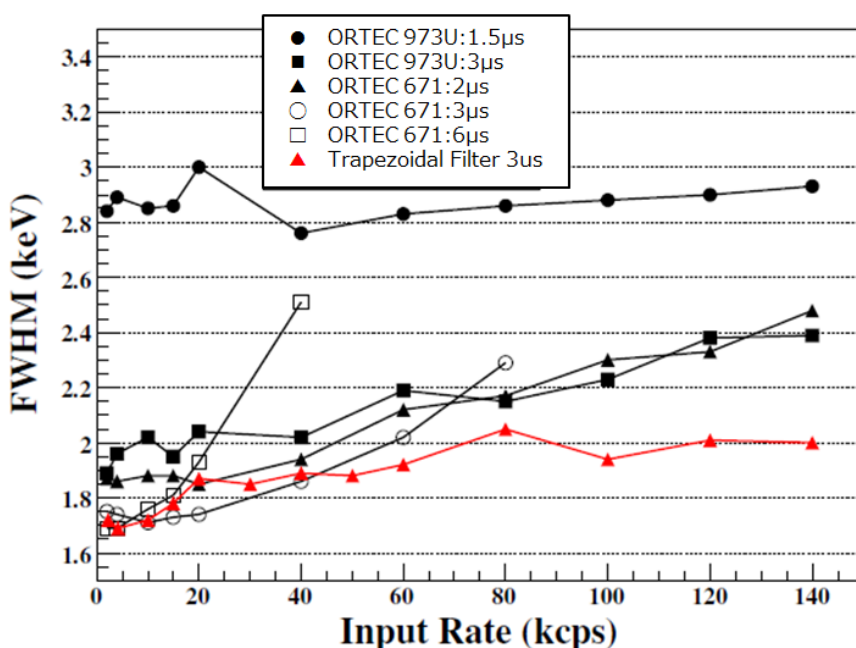 ORTEC 973U:1.5μs
ORTEC 973U:3μs
ORTEC 671:2μs
ORTEC 671:3μs
ORTEC 671:6μs
Trapezoidal Filter 3us
FWHM (keV)
3.4
3.2
3
2.8
2.6
2.4
2.2
2
1.8
1.6
0 20 40 60 80 100 120 140
Input Rate (kcps)